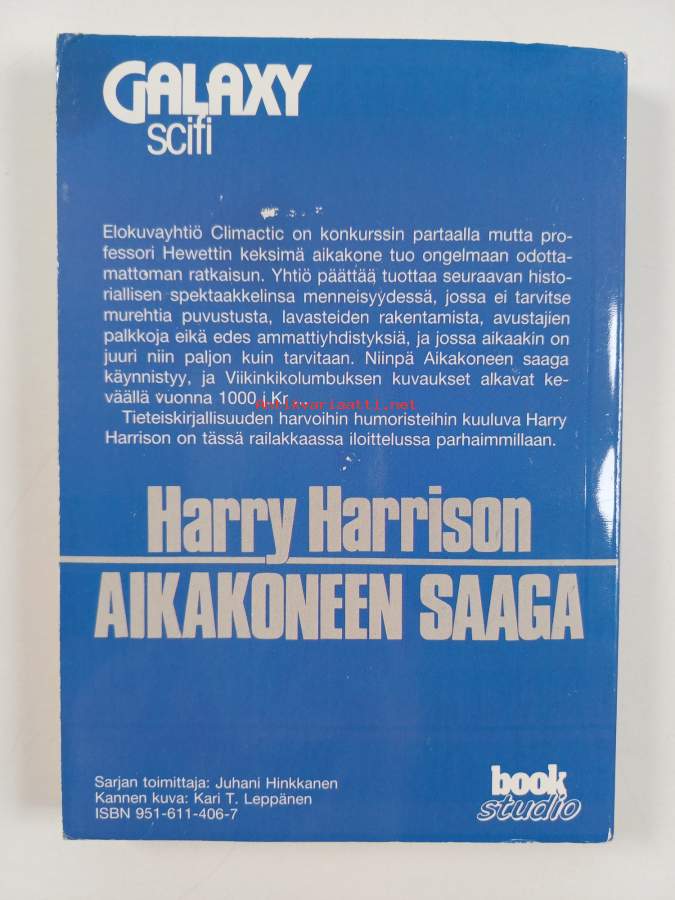 GALAXY
scifi
Elokuvayhtiö Climactic on konkurssin partaalla mutta pro-
fessori Hewettin keksimä aikakone tuo ongelmaan odotta-
mattoman ratkaisun. Yhtiö päättää tuottaa seuraavan histo-
riallisen spektaakkelinsa menneisyydessä, jossa ei tarvitse
murehtia puvustusta, lavasteiden rakentamista, avustajien
palkkoja eikä edes ammattiyhdistyksiä, ja jossa aikaakin on
juuri niin paljon kuin tarvitaan. Niinpä Aikakoneen saaga
käynnistyy, ja Viikinkikolumbuksen kuvaukset alkavat ke-
väällä vuonna 1000 j.Kr...
Antikvariaatti.net
Tieteiskirjallisuuden harvoihin humoristeihin kuuluva Harry
Harrison on tässä railakkaassa iloittelussa parhaimmillaan.
Harry Harrison
AIKAKONEEN SAAGA
Sarjan toimittaja: Juhani Hinkkanen
Kannen kuva: Kari T. Leppänen
ISBN 951-611-406-7
book
studio